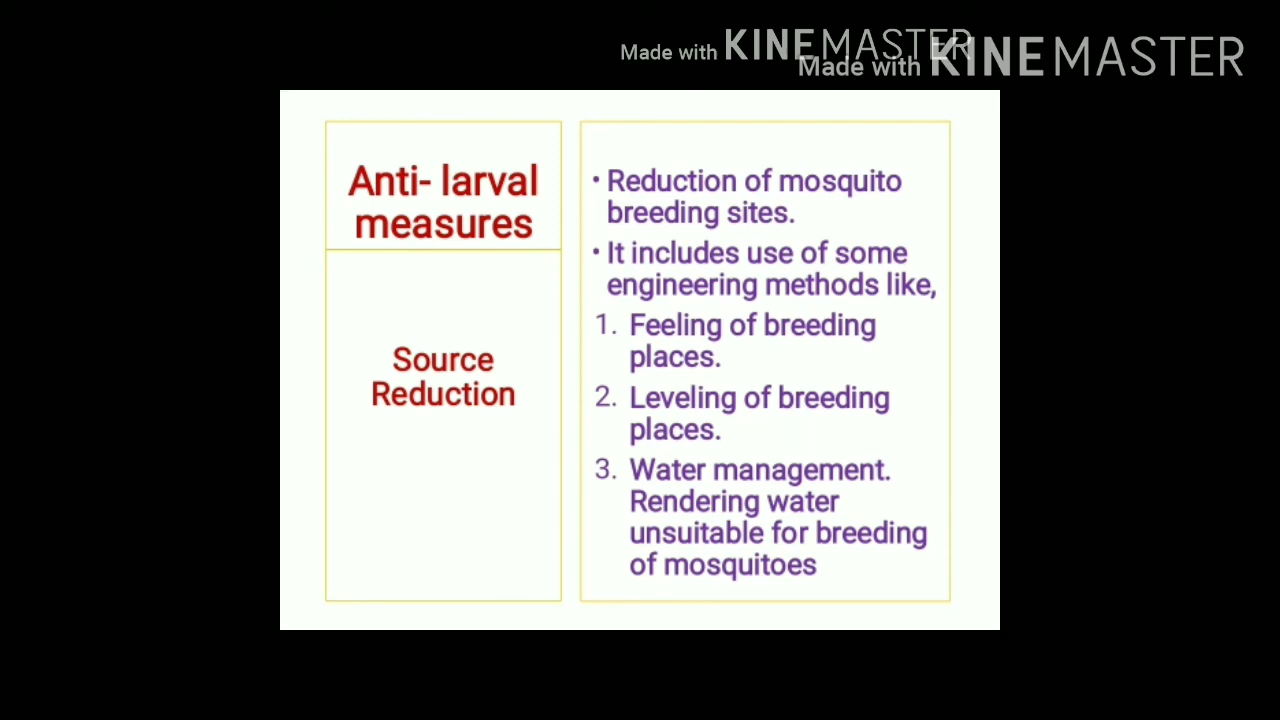 Made with KINEMASTER
Made with KINEMASTER
Anti- larval
measures
Source
Reduction
• Reduction of mosquito
breeding sites.
• It includes use of some
engineering methods like,
1. Feeling of breeding
places.
2. Leveling of breeding
places.
3. Water management.
Rendering water
unsuitable for breeding
of mosquitoes